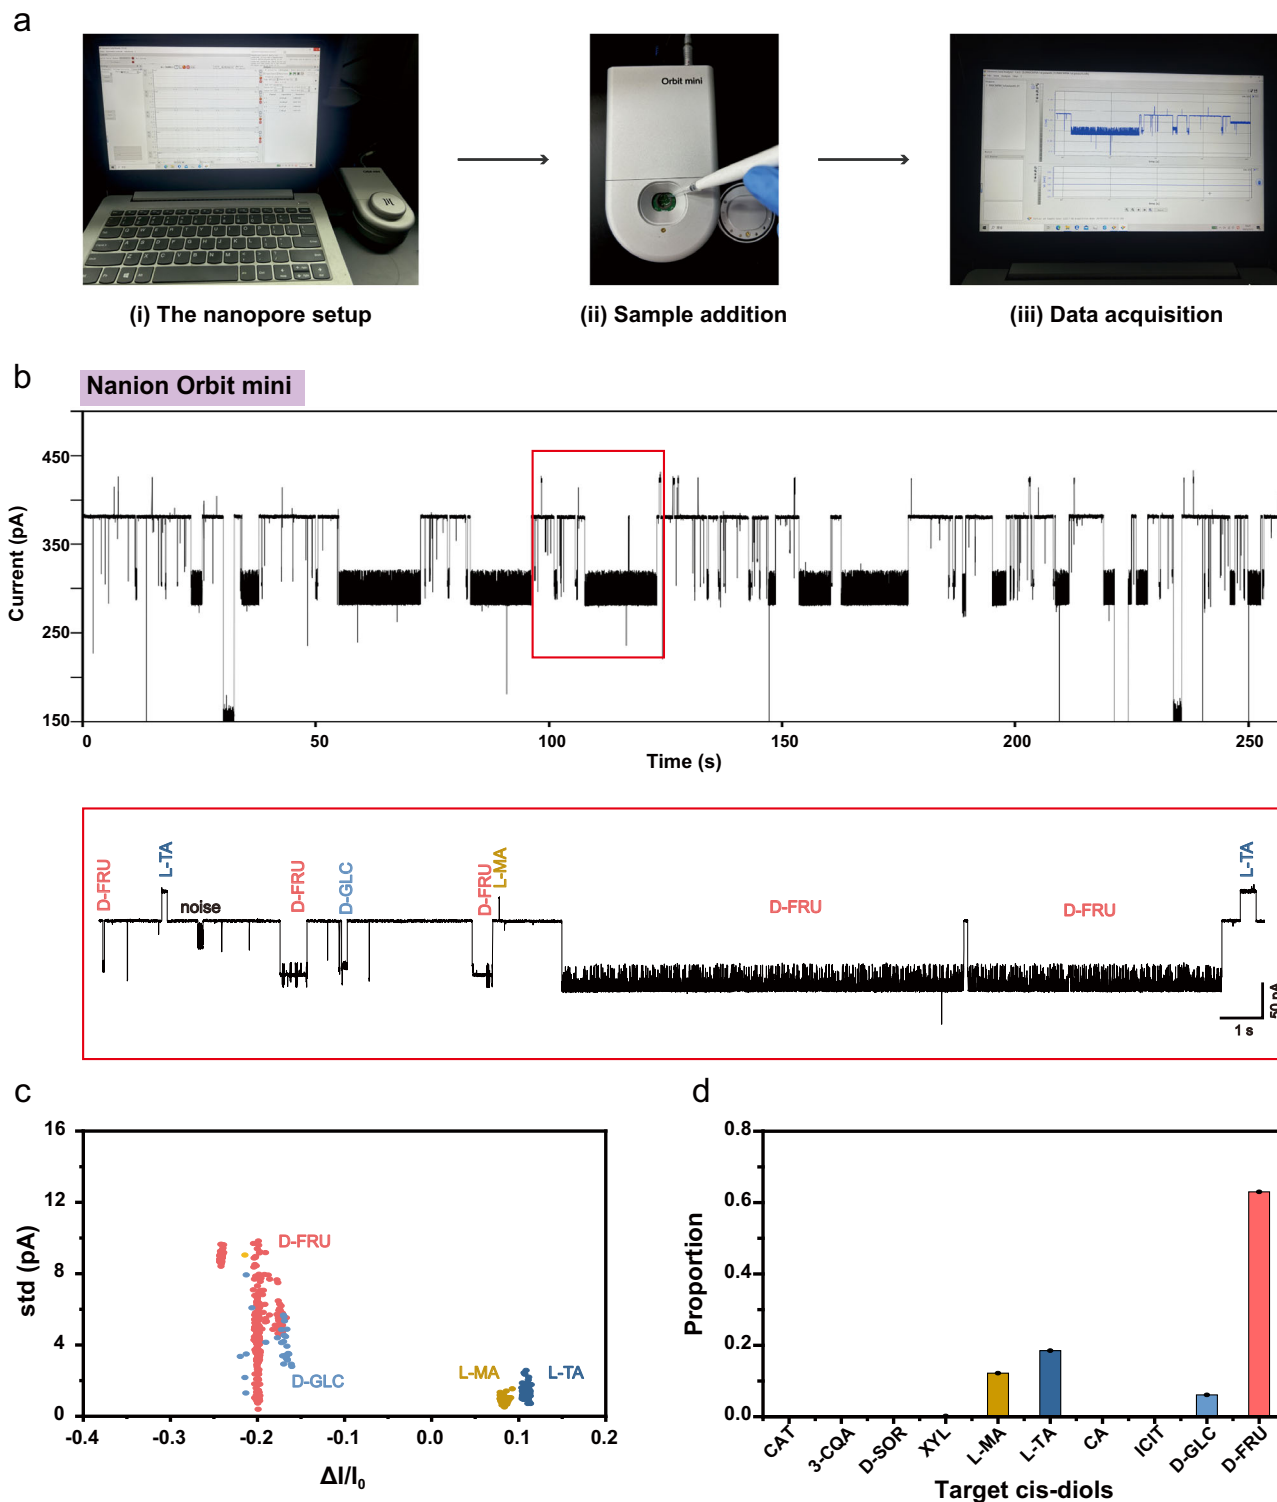 a
Orbit mini
(i) The nanopore setup
(ii) Sample addition
(iii) Data acquisition
b
Nanion Orbit mini
Current (pA)
450
350
250
150
0
50
100
150
200
250
Time (s)
D-FRU
L-TA
noise
D-FRU
D-GLC
D-FRU
L-MA
D-FRU
D-FRU
L-TA
50 pA
1 s
c
std (pA)
16
12
8
4
0
D-FRU
D-GLC
L-MA
L-TA
-0.4
-0.3
-0.2
-0.1
0.0
0.1
0.2
ΔI/I₀
d
Proportion
0.8
0.6
0.4
0.2
0.0
CAT
3-CQA
D-SOR
XYL
L-MA
L-TA
CA
ICIT
D-GLC
D-FRU
Target cis-diols